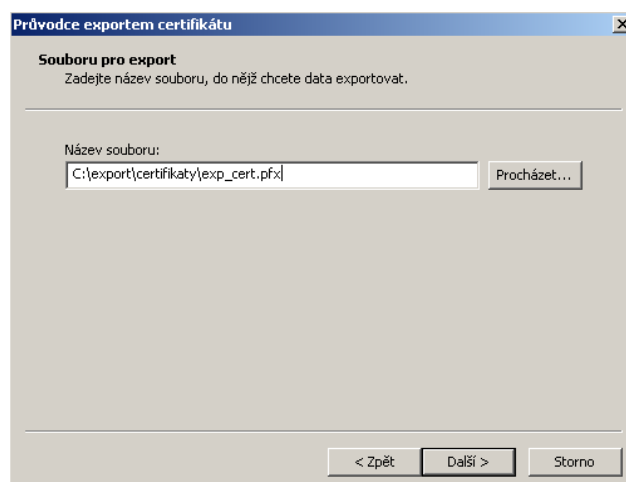 Průvodce exportem certifikátu
Souboru pro export
Zadejte název souboru, do nějž chcete data exportovat.
Název souboru:
C:\export\certifikaty\exp_cert.pfx
Procházet...
< Zpět
Další >
Storno